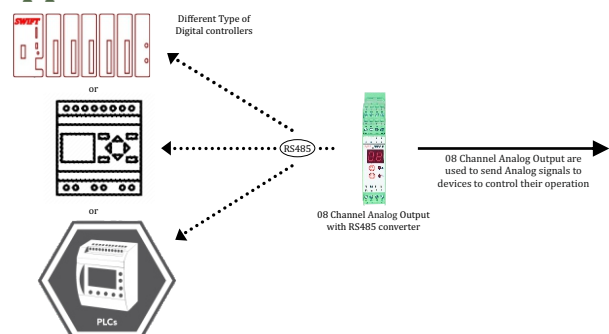 Different Type of
Digital controllers
SWIFT
or
RS485
or
PLCs
08 Channel Analog Output
with RS485 converter
08 Channel Analog Output are
used to send Analog signals to
devices to control their operation